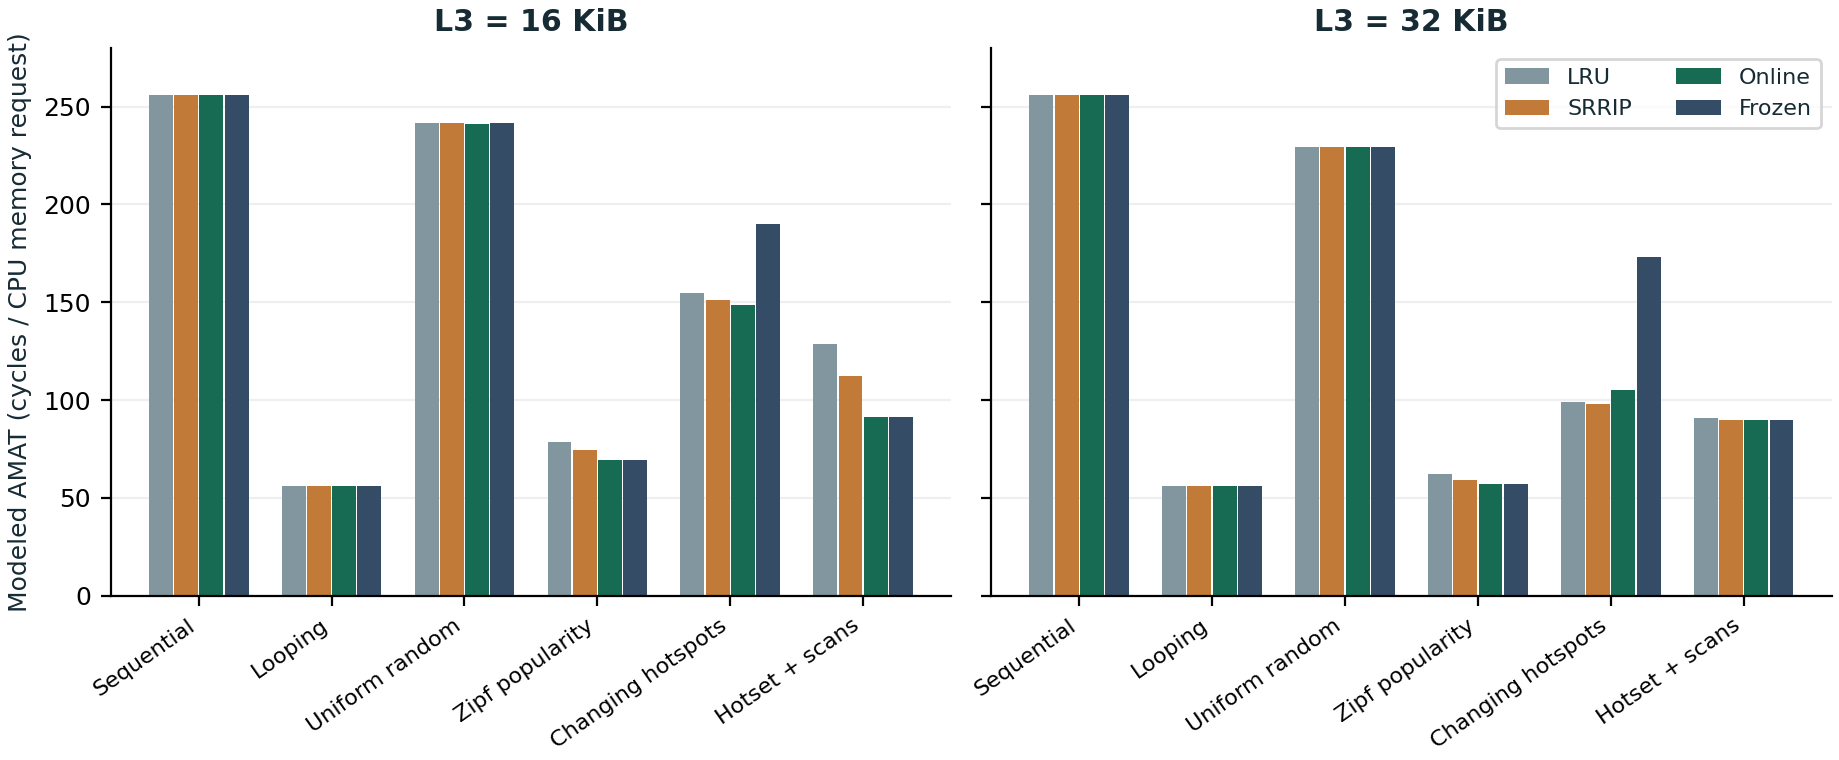 L3 = 16 KiB
L3 = 32 KiB
Modeled AMAT (cycles / CPU memory request)
250
200
150
100
50
0
LRU
SRRIP
Online
Frozen
Sequential
Looping
Uniform random
Zipf popularity
Changing hotspots
Hotset + scans
Sequential
Looping
Uniform random
Zipf popularity
Changing hotspots
Hotset + scans